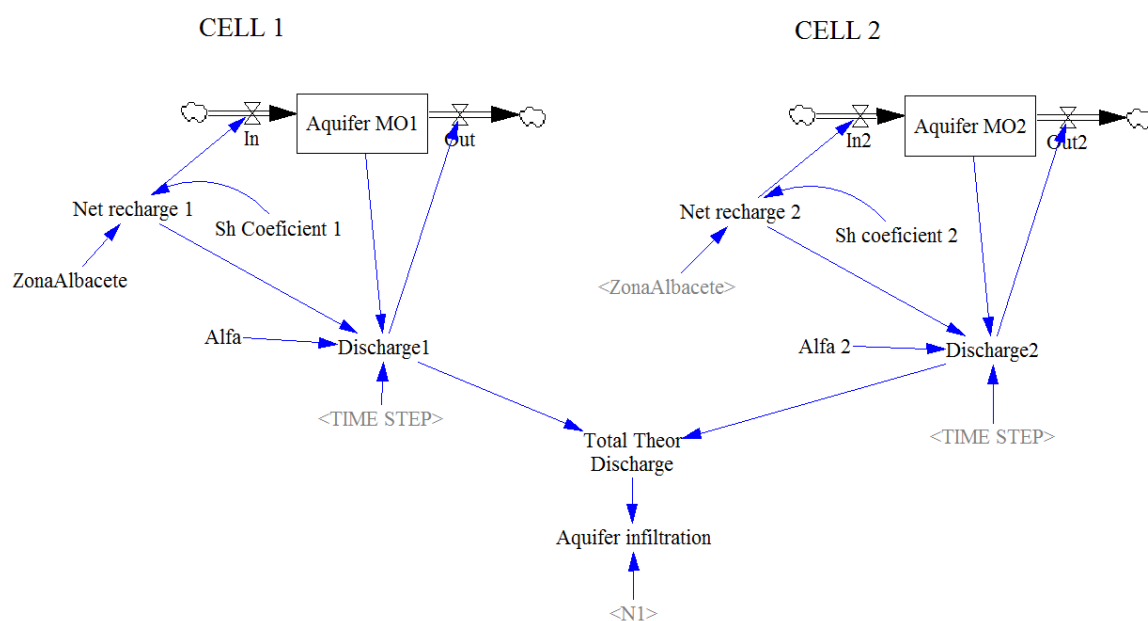 CELL 1
CELL 2
Aquifer MO1
In
Out
Aquifer MO2
In2
Out2
Net recharge 1
Sh Coeficient 1
Net recharge 2
Sh coeficient 2
ZonaAlbacete
<ZonaAlbacete>
Alfa
Discharge1
Alfa 2
Discharge2
<TIME STEP>
<TIME STEP>
Total Theor
Discharge
Aquifer infiltration
<N1>